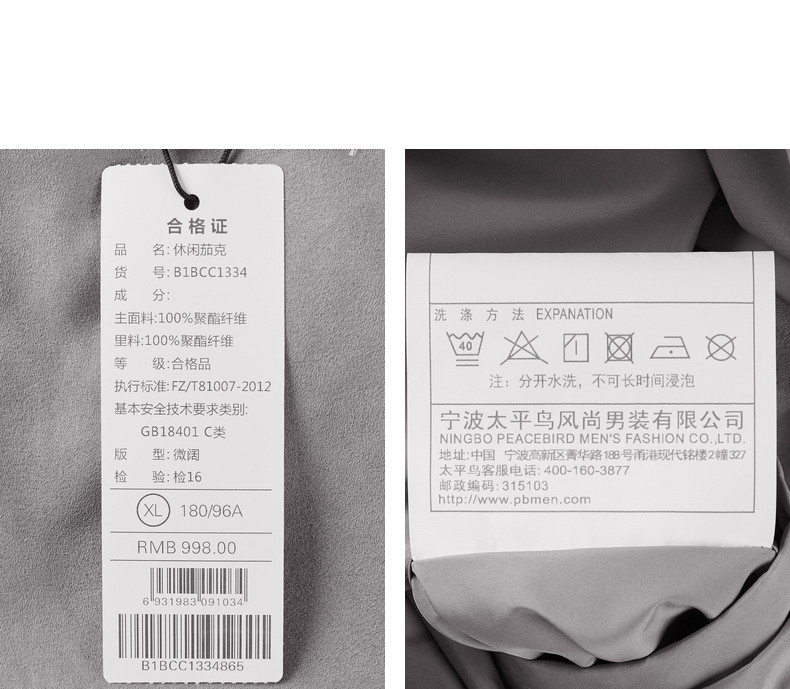 合格证
品 名: 休闲茄克
货 号: B1BCC1334
成 分:
主面料:100%聚酯纤维
里料:100%聚酯纤维
等 级:合格品
执行标准:FZ/T81007-2012
基本安全技术要求类别:
GB18401 C类
版 型: 微阔
检 验: 检16
XL 180/96A
RMB 998.00
6 931983 091034
B1BCC1334865
洗 涤 方 法 EXPANATION
40
注: 分开水洗，不可长时间浸泡
宁波太平鸟风尚男装有限公司
NINGBO PEACEBIRD MEN'S FASHION CO.,LTD.
地址:中国 宁波高新区菁华路188号甬港现代铭楼2幢327
太平鸟客服电话: 400-160-3877
邮政编码: 315103
http://www.pbmen.com